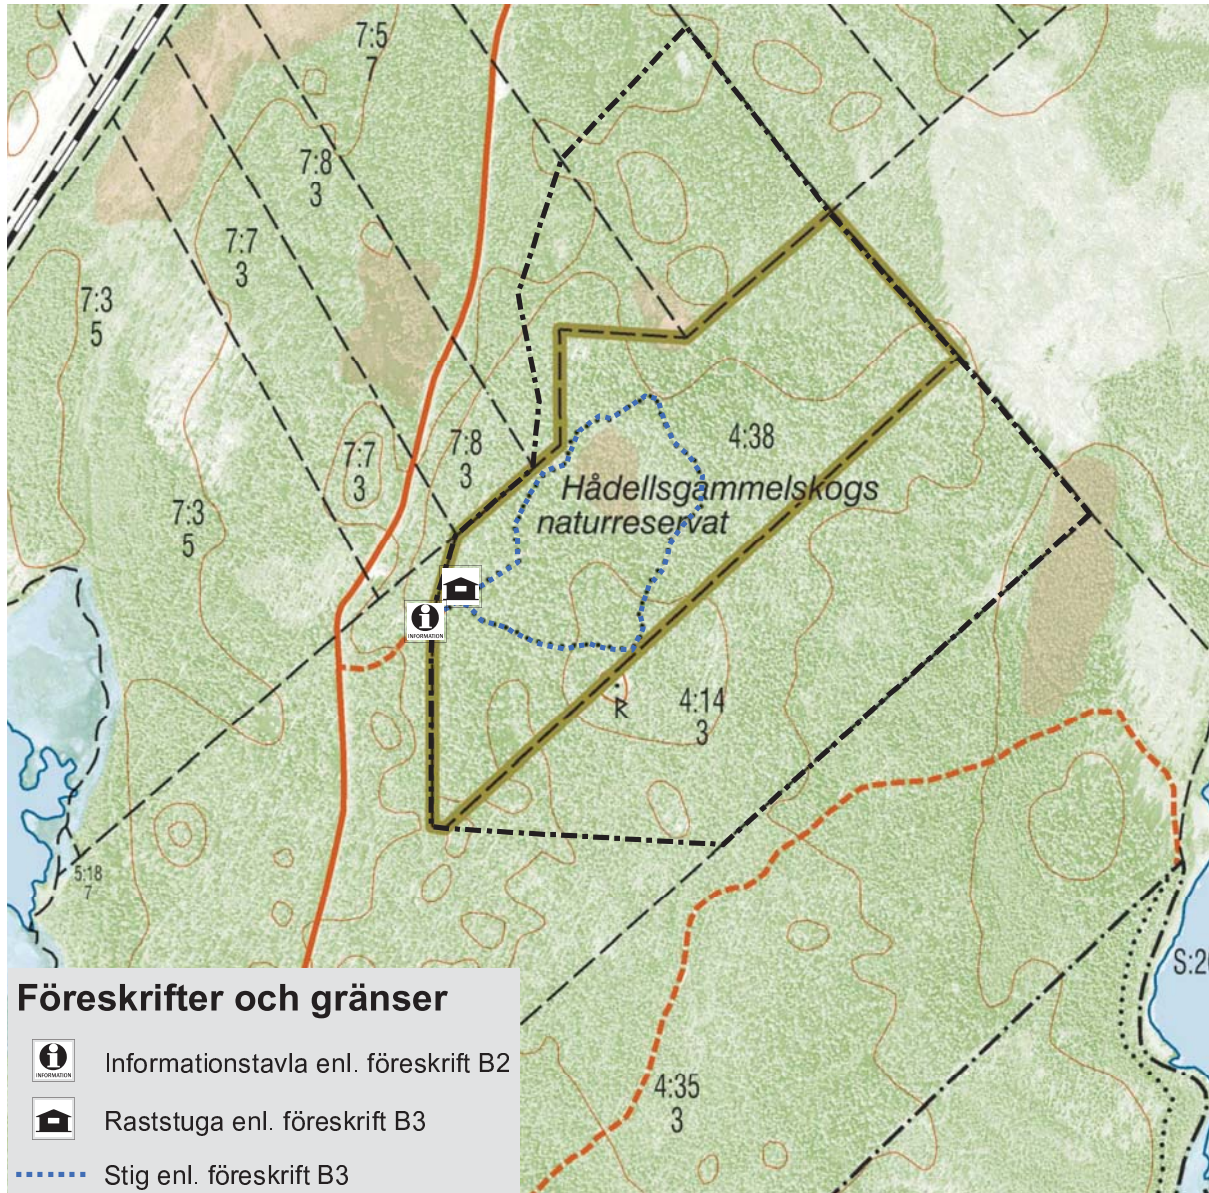 7:5
7
7:8
3
7:7
3
7:3
5
7:7
3
7:8
3
4:38
Hådellsgammelskogs
naturreservat
7:3
5
INFORMATION
R
4:14
3
5:18
7
S:2
4:35
3
Föreskrifter och gränser
INFORMATION
Informationstavla enl. föreskrift B2
Raststuga enl. föreskrift B3
Stig enl. föreskrift B3